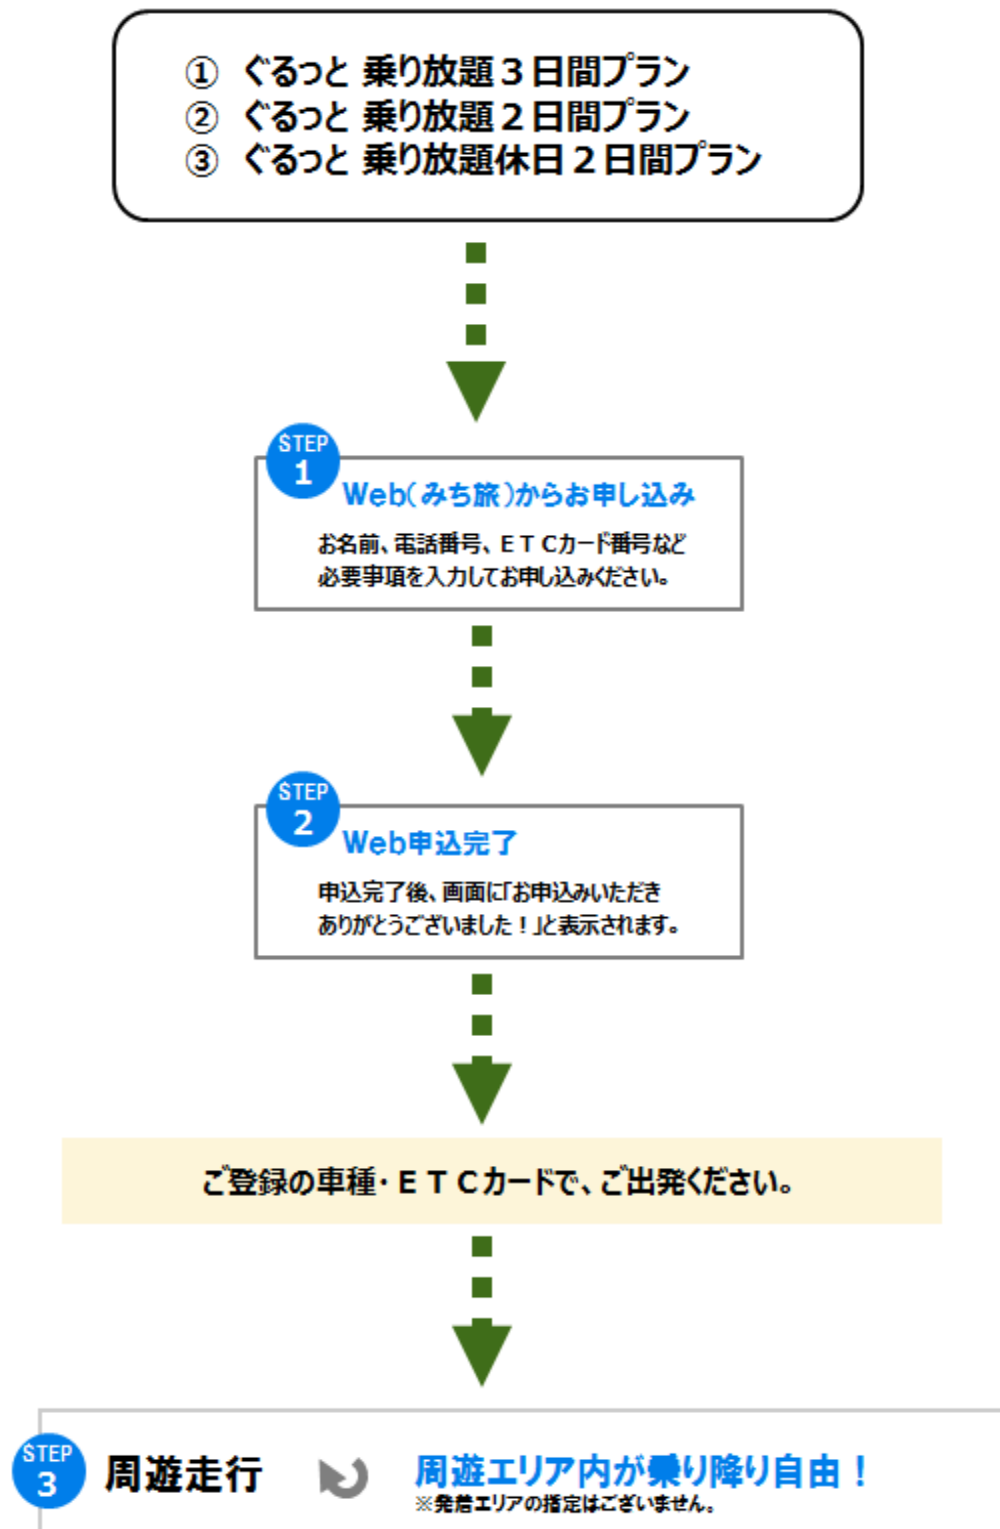 ① ぐるっと 乗り放題３日間プラン
② ぐるっと 乗り放題２日間プラン
③ ぐるっと 乗り放題休日２日間プラン
STEP
1
Web（みち旅）からお申し込み
お名前、電話番号、ＥＴＣカード番号など
必要事項を入力してお申し込みください。
STEP
2
Web申込完了
申込完了後、画面に「お申込みいただき
ありがとうございました！」と表示されます。
ご登録の車種・ＥＴＣカードで、ご出発ください。
STEP
3
周遊走行
周遊エリア内が乗り降り自由！
※発着エリアの指定はございません。